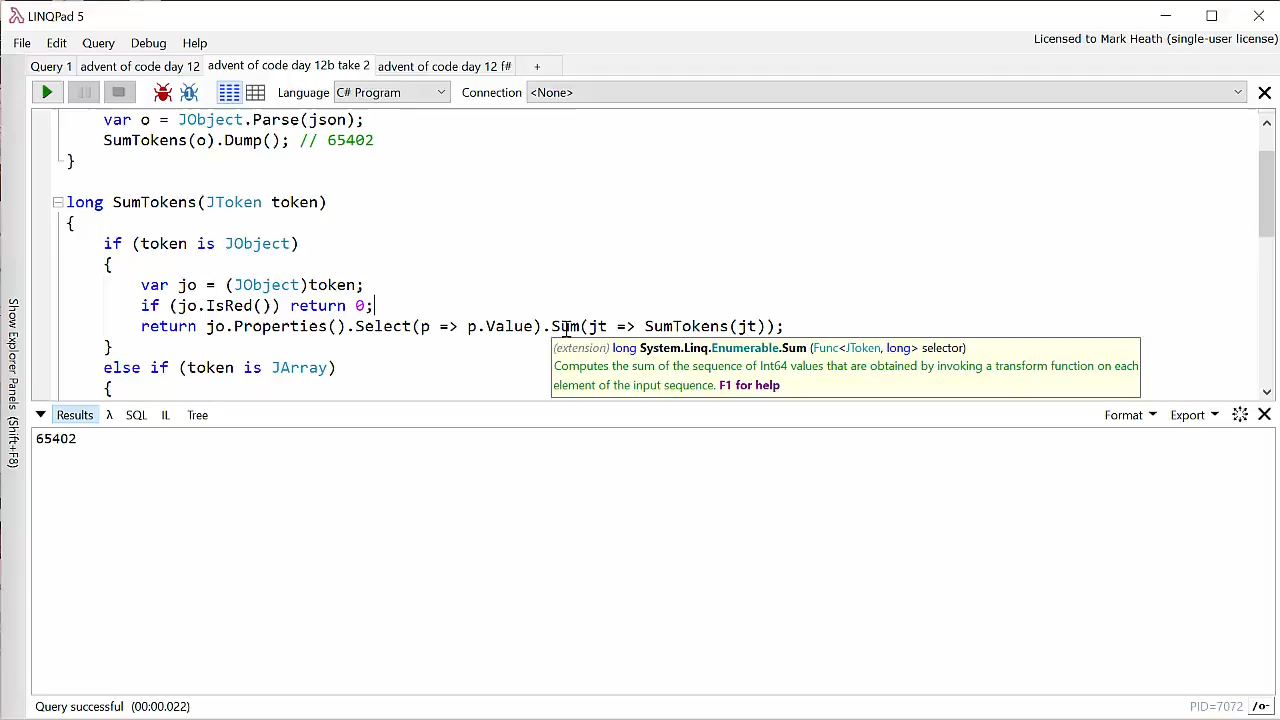 LINQPad 5
File Edit Query Debug Help
Licensed to Mark Heath (single-user license)
Query 1 advent of code day 12 advent of code day 12b take 2 advent of code day 12 f# +
Language C# Program Connection <None>
var o = JObject.Parse(json);
SumTokens(o).Dump(); // 65402
}
long SumTokens(JToken token)
{
if (token is JObject)
{
var jo = (JObject)token;
if (jo.IsRed()) return 0;
return jo.Properties().Select(p => p.Value).Sum(jt => SumTokens(jt));
}
else if (token is JArray)
{
(extension) long System.Linq.Enumerable.Sum (Func<JToken, long> selector)
Computes the sum of the sequence of Int64 values that are obtained by invoking a transform function on each
element of the input sequence. F1 for help
Show Explorer Panels (Shift+F8)
Results λ SQL IL Tree
Format Export
65402
Query successful (00:00.022)
PID=7072 /o-